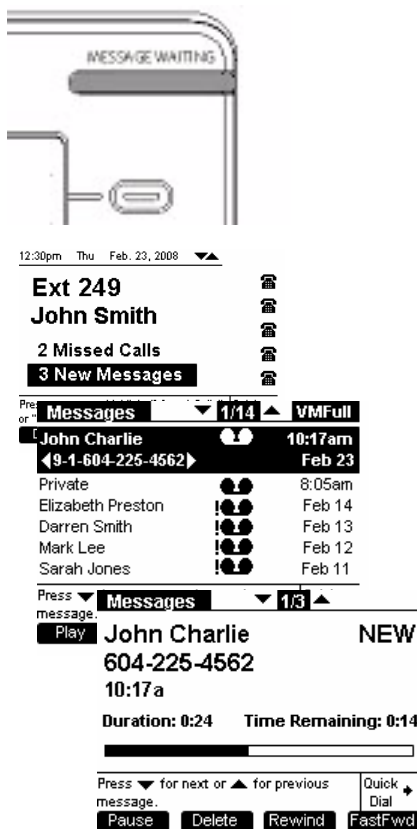 MESSAGE WAITING
12:30pm Thu Feb. 23, 2008
Ext 249
John Smith
2 Missed Calls
3 New Messages
or "
Messages 1/14 VMFull
John Charlie 10:17am
9-1-604-225-4562 Feb 23
Private 8:05am
Elizabeth Preston !Feb 14
Darren Smith !Feb 13
Mark Lee !Feb 12
Sarah Jones !Feb 11
Press
message.
Play
Messages 1/3
John Charlie NEW
604-225-4562
10:17a
Duration: 0:24 Time Remaining: 0:14
Press for next or for previous
message.
Quick
Dial
Pause Delete Rewind FastFwd